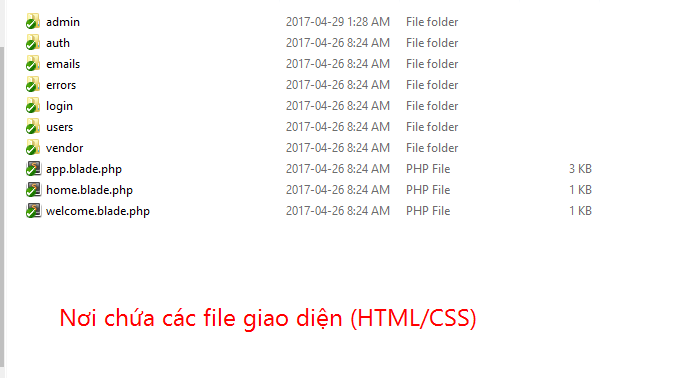 admin 2017-04-29 1:28 AM File folder
auth 2017-04-26 8:24 AM File folder
emails 2017-04-26 8:24 AM File folder
errors 2017-04-26 8:24 AM File folder
login 2017-04-26 8:24 AM File folder
users 2017-04-26 8:24 AM File folder
vendor 2017-04-26 8:24 AM File folder
app.blade.php 2017-04-26 8:24 AM PHP File 3 KB
home.blade.php 2017-04-26 8:24 AM PHP File 1 KB
welcome.blade.php 2017-04-26 8:24 AM PHP File 1 KB
Nơi chứa các file giao diện (HTML/CSS)